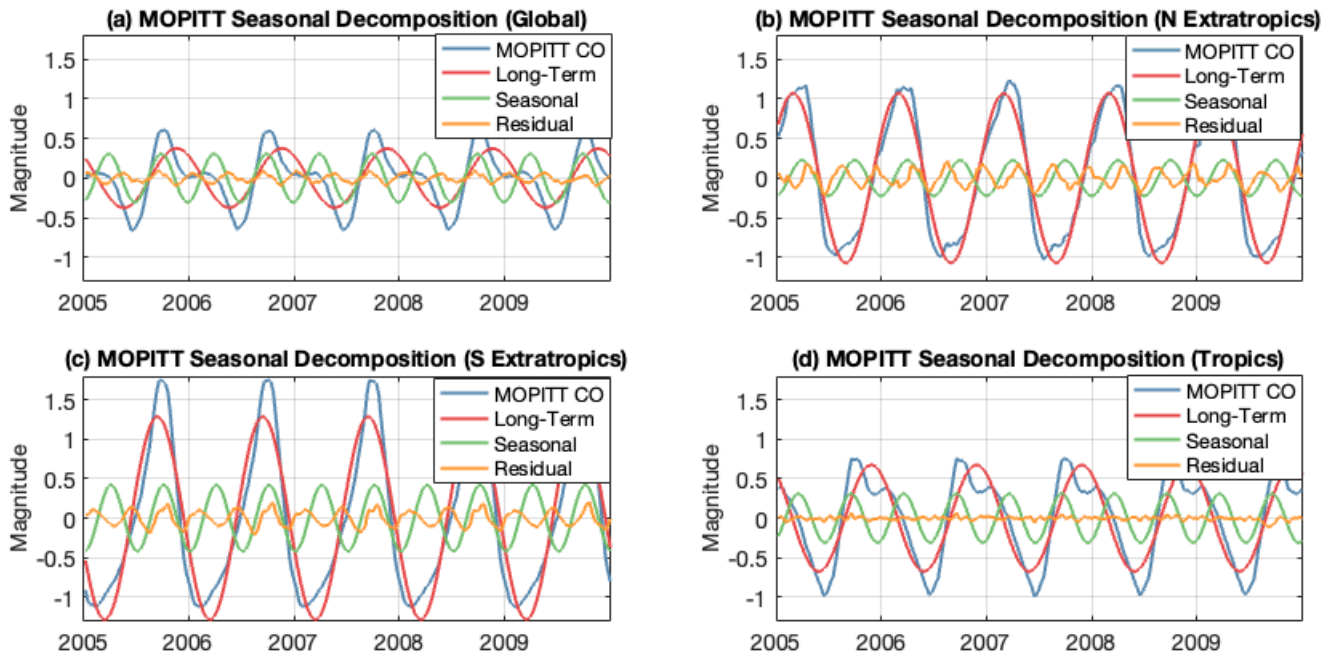 (a) MOPITT Seasonal Decomposition (Global)
MOPITT CO
Long-Term
Seasonal
Residual
Magnitude
1.5
1
0.5
0
-0.5
-1
2005 2006 2007 2008 2009
(b) MOPITT Seasonal Decomposition (N Extratropics)
MOPITT CO
Long-Term
Seasonal
Residual
Magnitude
1.5
1
0.5
0
-0.5
-1
2005 2006 2007 2008 2009
(c) MOPITT Seasonal Decomposition (S Extratropics)
MOPITT CO
Long-Term
Seasonal
Residual
Magnitude
1.5
1
0.5
0
-0.5
-1
2005 2006 2007 2008 2009
(d) MOPITT Seasonal Decomposition (Tropics)
MOPITT CO
Long-Term
Seasonal
Residual
Magnitude
1.5
1
0.5
0
-0.5
-1
2005 2006 2007 2008 2009